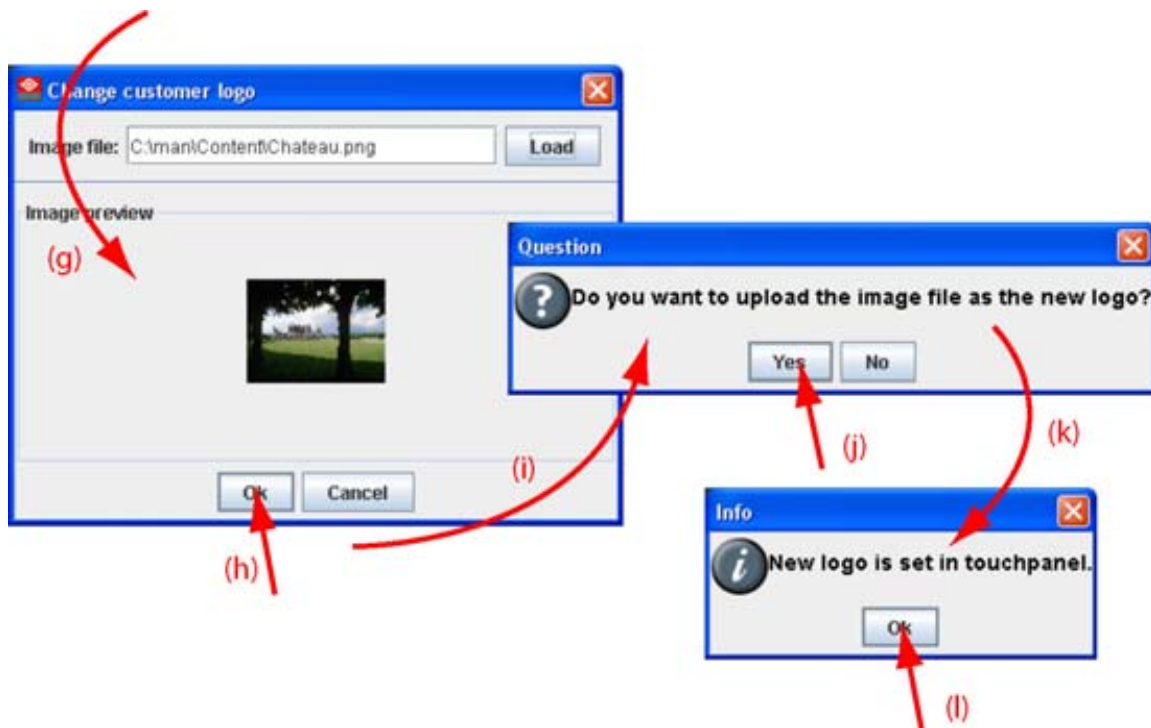 Change customer logo
Image file: C:\man\Content\Chateau.png Load
Image preview
(g)
Question
Do you want to upload the image file as the new logo?
Yes No
(j)
(k)
(i)
Ok Cancel
(h)
Info
New logo is set in touchpanel.
Ok
(l)